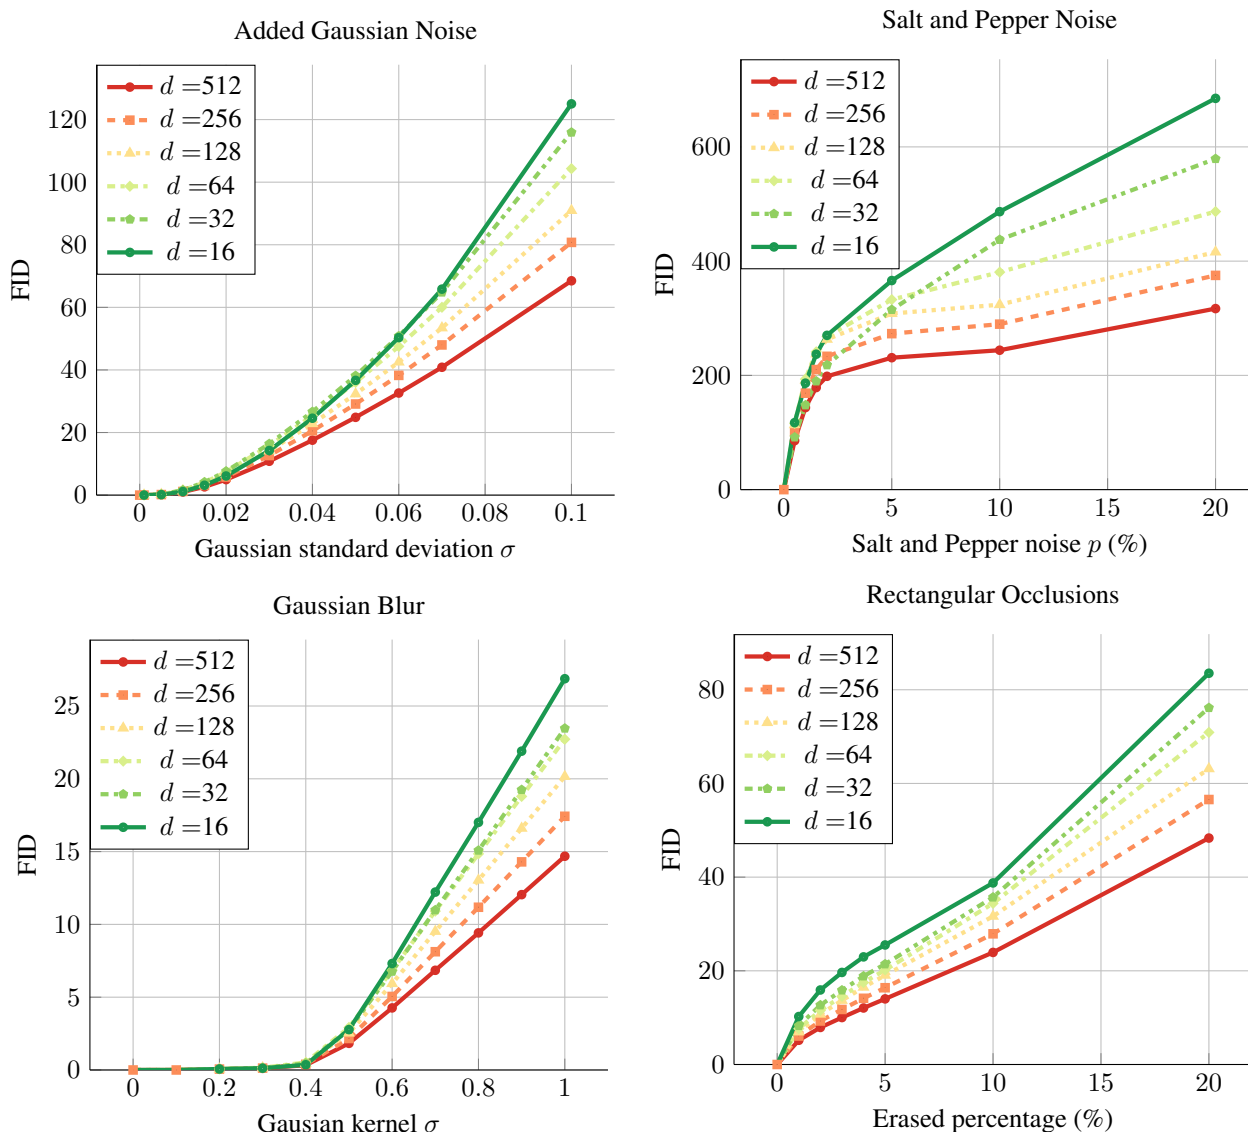 Added Gaussian Noise
d =512
d =256
d =128
d =64
d =32
d =16
FID
0
20
40
60
80
100
120
0 0.02 0.04 0.06 0.08 0.1
Gaussian standard deviation σ
Salt and Pepper Noise
d =512
d =256
d =128
d =64
d =32
d =16
FID
0
200
400
600
0 5 10 15 20
Salt and Pepper noise p (%)
Gaussian Blur
d =512
d =256
d =128
d =64
d =32
d =16
FID
0
5
10
15
20
25
0 0.2 0.4 0.6 0.8 1
Gausian kernel σ
Rectangular Occlusions
d =512
d =256
d =128
d =64
d =32
d =16
FID
0
20
40
60
80
0 5 10 15 20
Erased percentage (%)